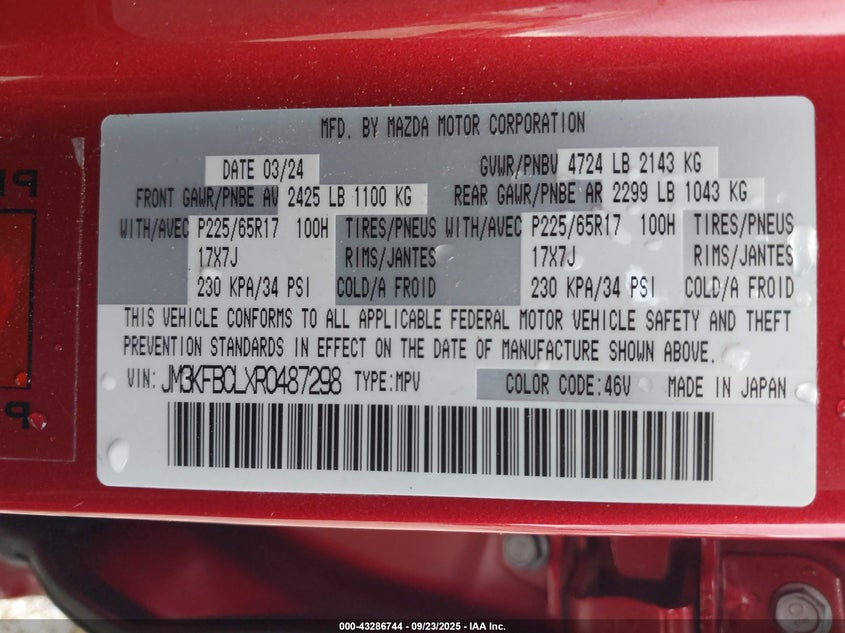 MFD. BY MAZDA MOTOR CORPORATION
DATE 03/24 GVWR/PNBV 4724 LB 2143 KG
FRONT GAWR/PNBE AV 2425 LB 1100 KG REAR GAWR/PNBE AR 2299 LB 1043 KG
WITH/AVEC P225/65R17 100H TIRES/PNEUS WITH/AVEC P225/65R17 100H TIRES/PNEUS
17X7J RIMS/JANTES 17X7J RIMS/JANTES
230 KPA/34 PSI COLD/A FROID 230 KPA/34 PSI COLD/A FROID
THIS VEHICLE CONFORMS TO ALL APPLICABLE FEDERAL MOTOR VEHICLE SAFETY AND THEFT
PREVENTION STANDARDS IN EFFECT ON THE DATE OF MANUFACTURE SHOWN ABOVE.
VIN: JM3KFBCLXR0487298 TYPE:MPV COLOR CODE:46V MADE IN JAPAN
000-43286744 - 09/23/2025 - IAA Inc.